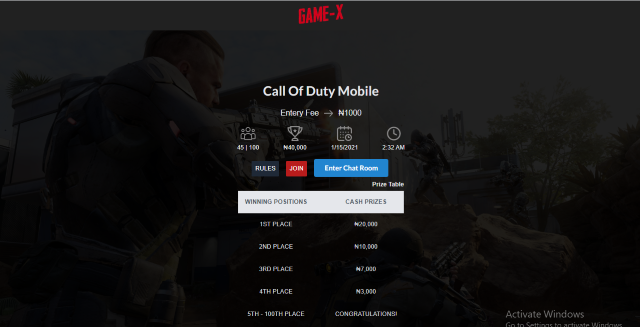 GAME-X
Call Of Duty Mobile
Entery Fee → ₦1000
45 | 100 ₦40,000 1/15/2021 2:32 AM
RULES JOIN Enter Chat Room
Prize Table
WINNING POSITIONS CASH PRIZES
1ST PLACE ₦20,000
2ND PLACE ₦10,000
3RD PLACE ₦7,000
4TH PLACE ₦3,000
5TH - 100TH PLACE CONGRATULATIONS!
Activate Windows
Go to Settings to activate Windows.